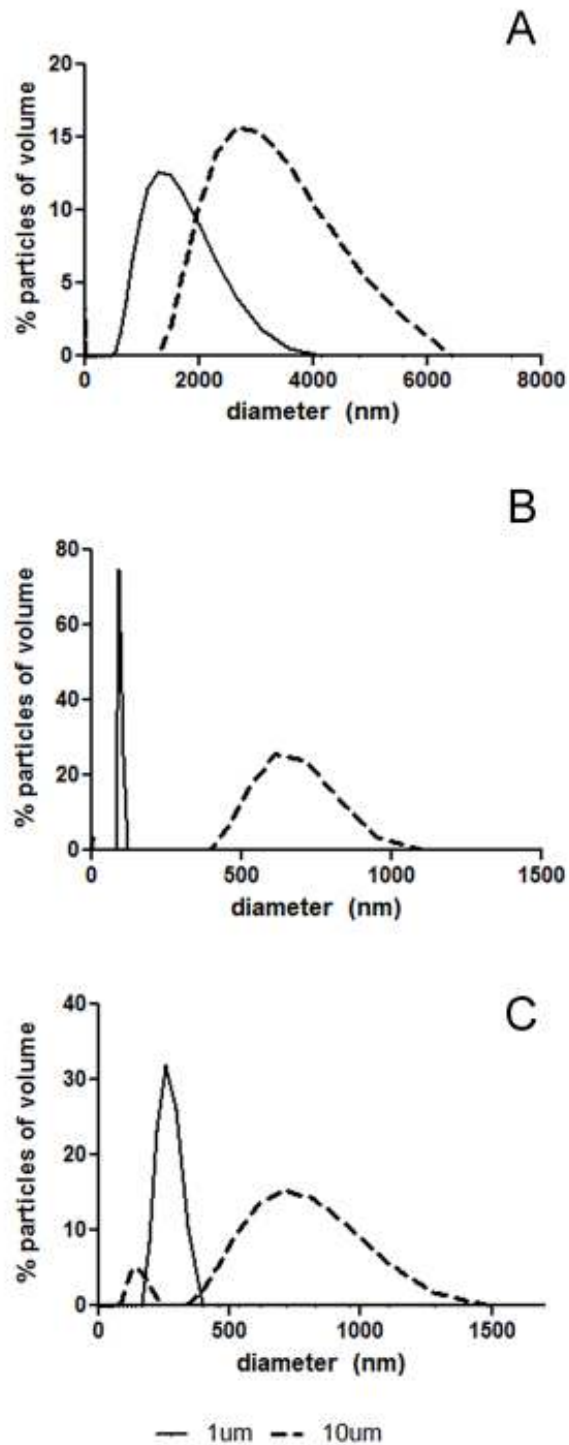 A
% particles of volume
20
15
10
5
0
0 2000 4000 6000 8000
diameter (nm)
B
% particles of volume
80
60
40
20
0
0 500 1000 1500
diameter (nm)
C
% particles of volume
40
30
20
10
0
0 500 1000 1500
diameter (nm)
1um 10um